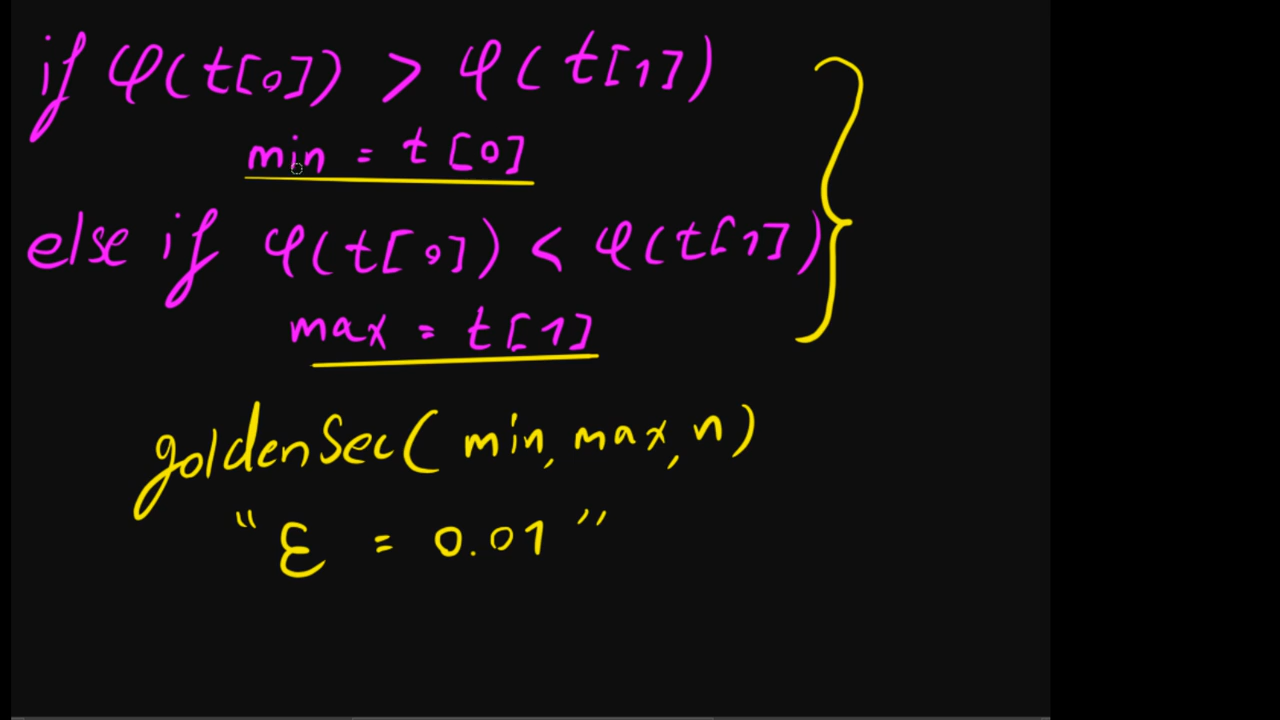 if φ(t[0]) > φ(t[1])
min = t[0]
else if φ(t[0]) < φ(t[1])
max = t[1]
goldenSec(min, max, n)
"ε = 0.01"